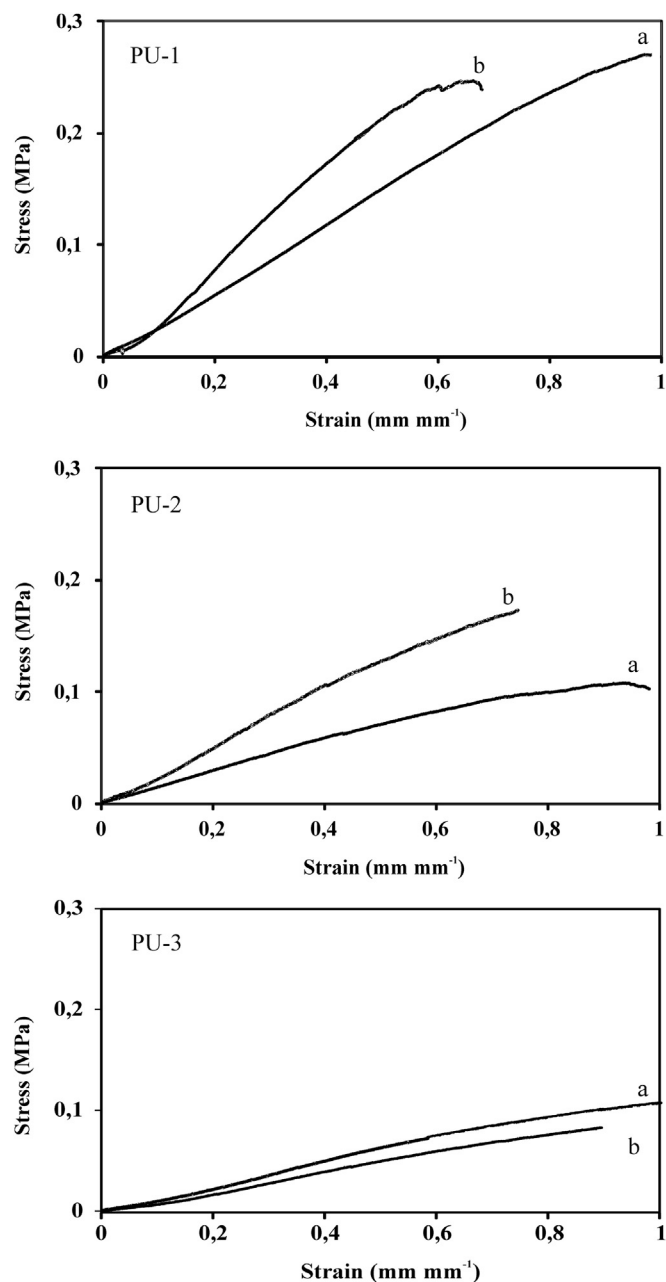 0,3
PU-1
b
a
0,2
Stress (MPa)
0,1
0
0
0,2
0,4
0,6
0,8
1
Strain (mm mm⁻¹)
0,3
PU-2
0,2
b
Stress (MPa)
a
0,1
0
0
0,2
0,4
0,6
0,8
1
Strain (mm mm⁻¹)
0,3
PU-3
0,2
Stress (MPa)
a
0,1
b
0
0
0,2
0,4
0,6
0,8
1
Strain (mm mm⁻¹)